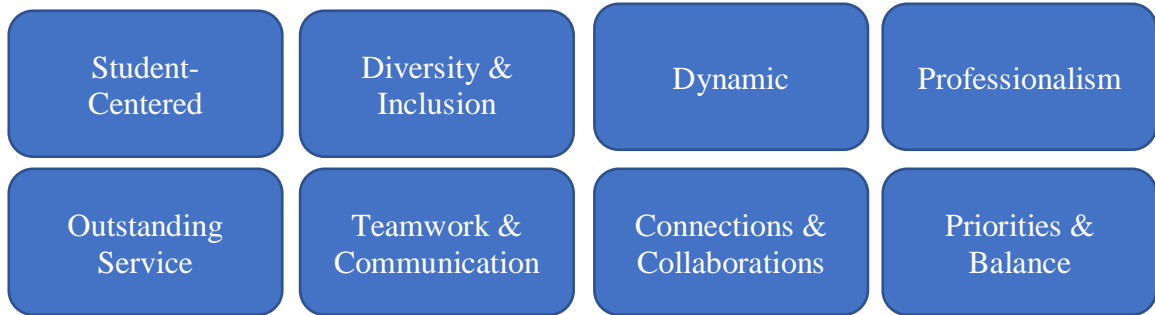 Student-
Centered
Diversity &
Inclusion
Dynamic
Professionalism
Outstanding
Service
Teamwork &
Communication
Connections &
Collaborations
Priorities &
Balance